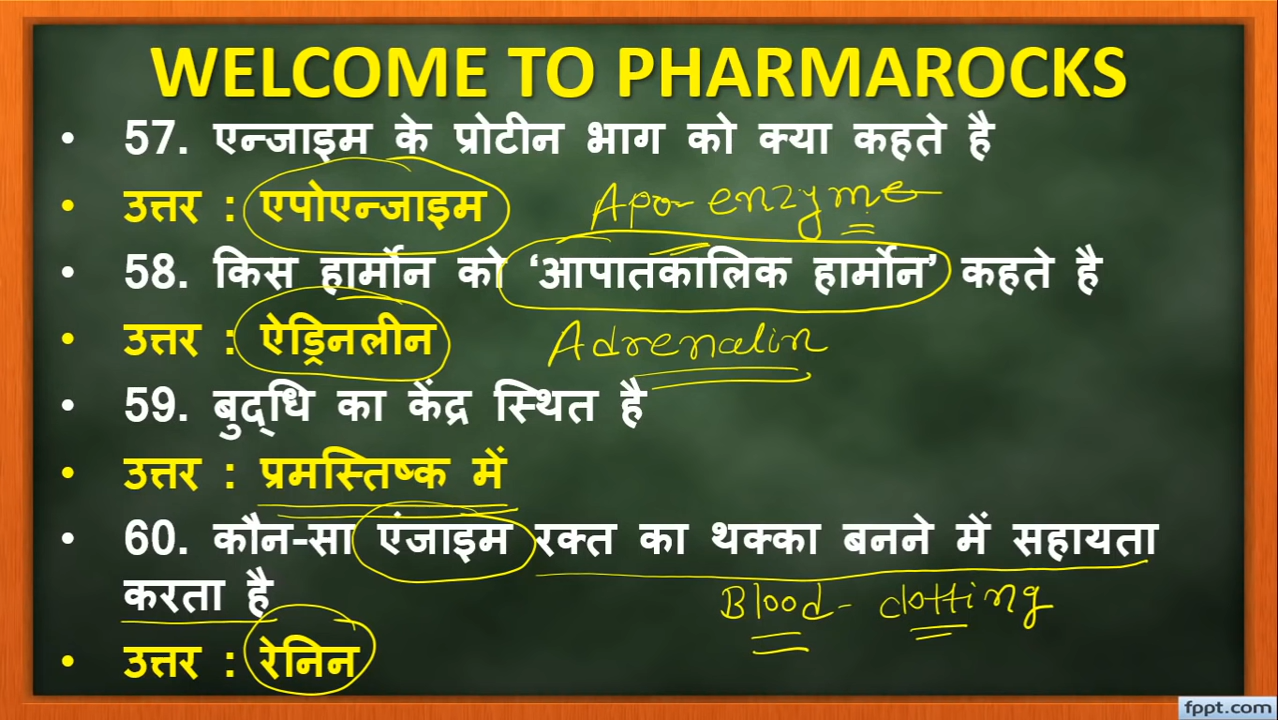 WELCOME TO PHARMAROCKS
• 57. एन्जाइम के प्रोटीन भाग को क्या कहते है
• उत्तर : एपोएन्जाइम Apo-enzyme
• 58. किस हार्मोन को ‘आपातकालिक हार्मोन’ कहते है
• उत्तर : ऐड्रिनलीन Adrenalin
• 59. बुद्धि का केंद्र स्थित है
• उत्तर : प्रमस्तिष्क में
• 60. कौन-सा एंजाइम रक्त का थक्का बनने में सहायता
करता है Blood- clotting
• उत्तर : रेनिन
fppt.com